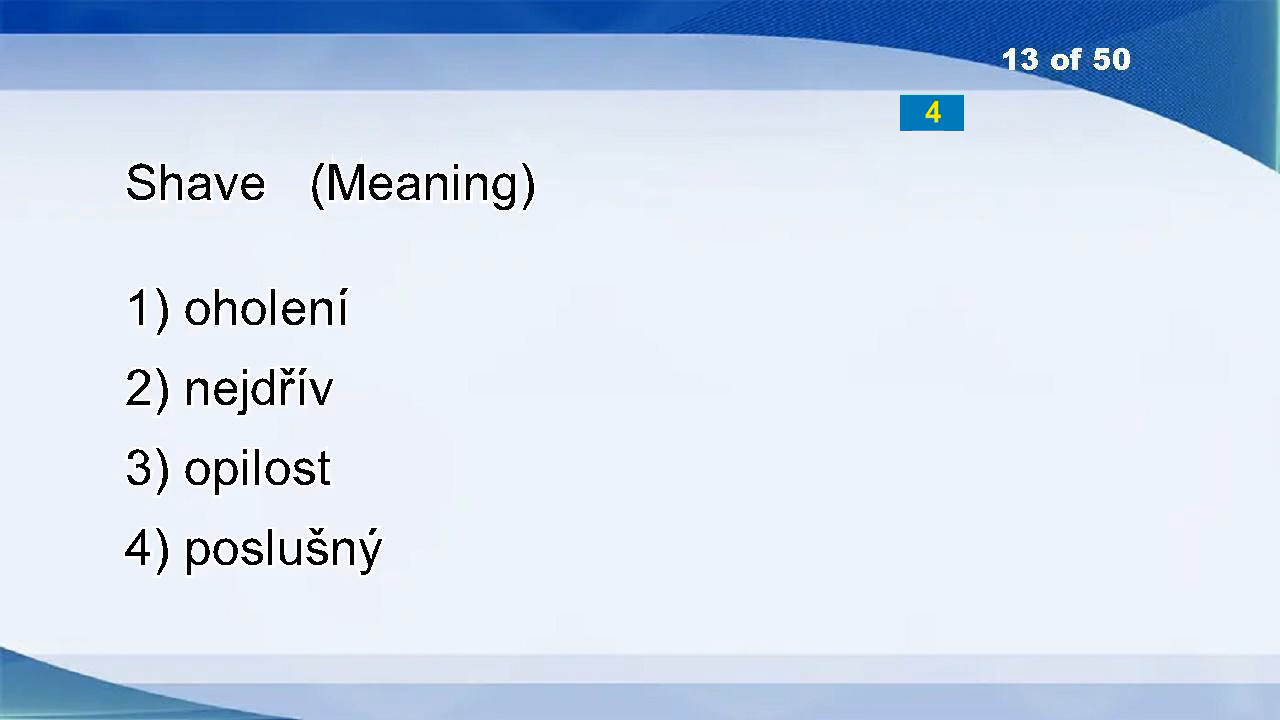 13 of 50
4
Shave (Meaning)
1) oholení
2) nejdřív
3) opilost
4) poslušný